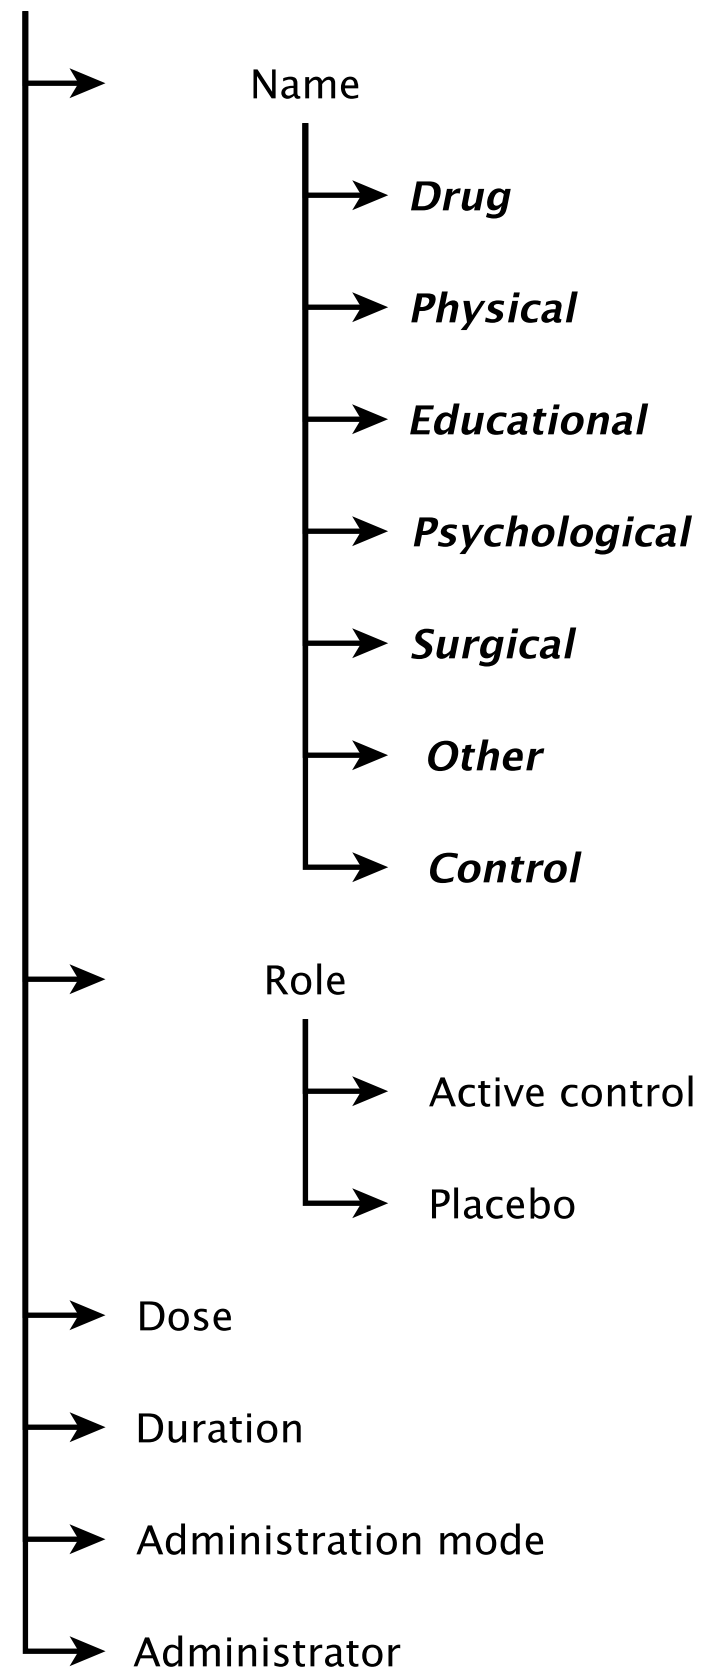 Name
Drug
Physical
Educational
Psychological
Surgical
Other
Control
Role
Active control
Placebo
Dose
Duration
Administration mode
Administrator